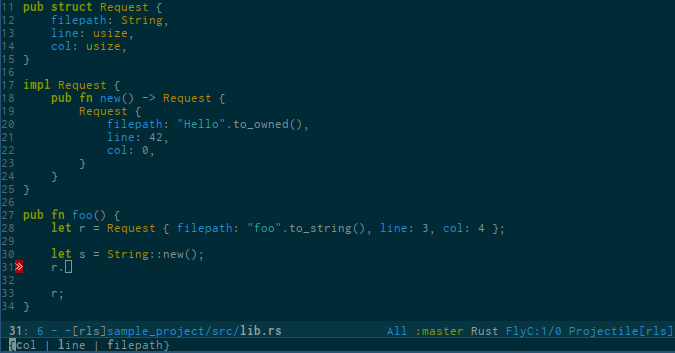 11 pub struct Request {
12     filepath: String,
13     line: usize,
14     col: usize,
15 }
16
17 impl Request {
18     pub fn new() -> Request {
19         Request {
20             filepath: "Hello".to_owned(),
21             line: 42,
22             col: 0,
23         }
24     }
25 }
26
27 pub fn foo() {
28     let r = Request { filepath: "foo".to_string(), line: 3, col: 4 };
29
30     let s = String::new();
31»    r.
32
33     r;
34 }
31: 6 - -[rls]sample_project/src/lib.rs All :master Rust FlyC:1/0 Projectile[rls]
{col | line | filepath}